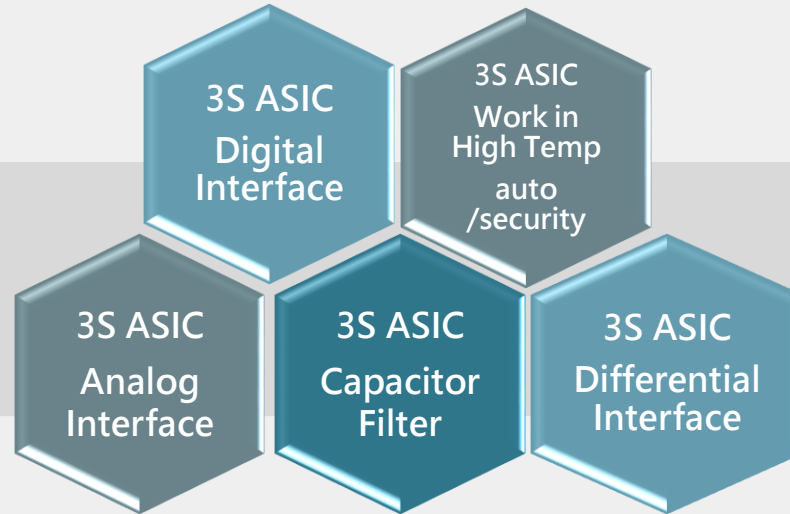 3S ASIC
Digital
Interface
3S ASIC
Work in
High Temp
auto
/security
3S ASIC
Analog
Interface
3S ASIC
Capacitor
Filter
3S ASIC
Differential
Interface